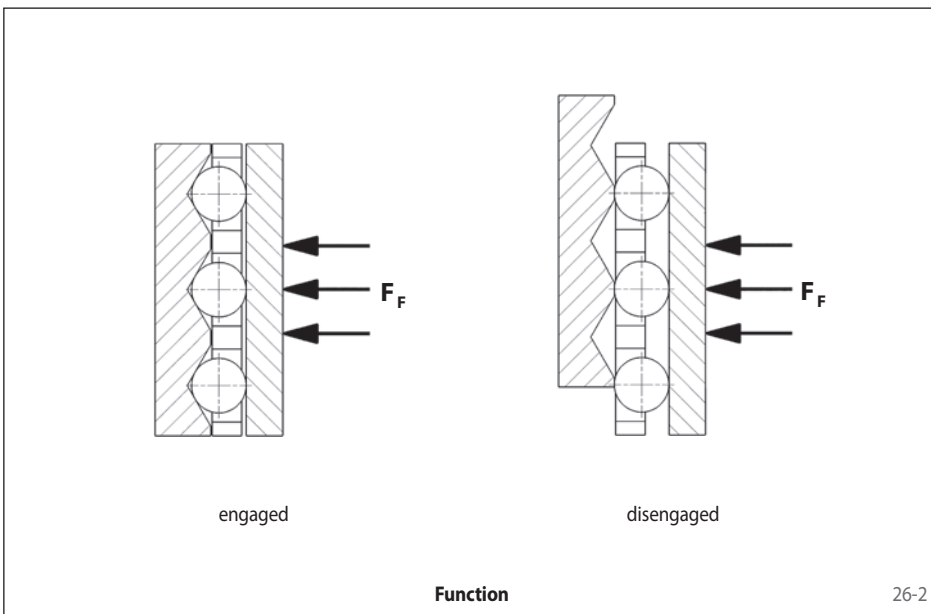 F_F
F_F
engaged
disengaged
Function
26-2